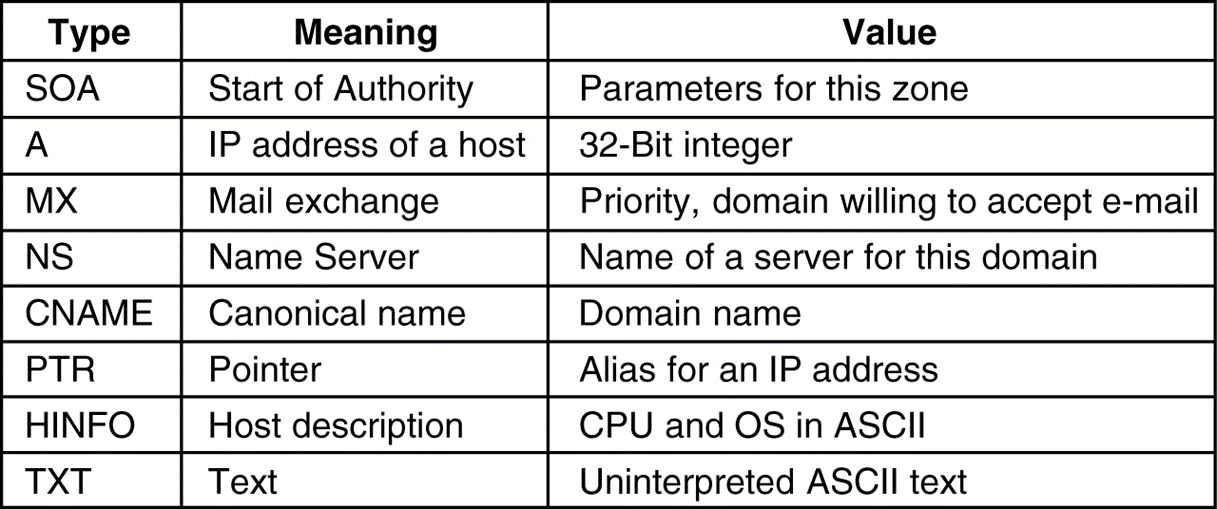 Type Meaning Value
SOA Start of Authority Parameters for this zone
A IP address of a host 32-Bit integer
MX Mail exchange Priority, domain willing to accept e-mail
NS Name Server Name of a server for this domain
CNAME Canonical name Domain name
PTR Pointer Alias for an IP address
HINFO Host description CPU and OS in ASCII
TXT Text Uninterpreted ASCII text